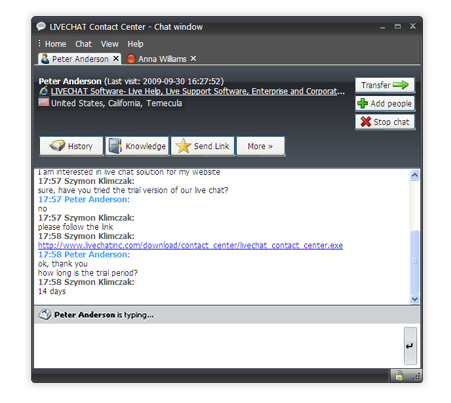 LIVECHAT Contact Center - Chat window
Home Chat View Help
Peter Anderson Anna Williams
Peter Anderson (Last visit: 2009-09-30 16:27:52)
LIVECHAT Software- Live Help, Live Support Software, Enterprise and Corporat...
United States, California, Temecula
Transfer
Add people
Stop chat
History Knowledge Send Link More »
I am interested in live chat solution for my website
17:57 Szymon Klimczak:
sure, have you tried the trial version of our live chat?
17:57 Peter Anderson:
no
17:57 Szymon Klimczak:
please follow the link
17:58 Szymon Klimczak:
http://www.livechatinc.com/download/contact_center/livechat_contact_center.exe
17:58 Peter Anderson:
ok, thank you
how long is the trial period?
17:58 Szymon Klimczak:
14 days
Peter Anderson is typing...